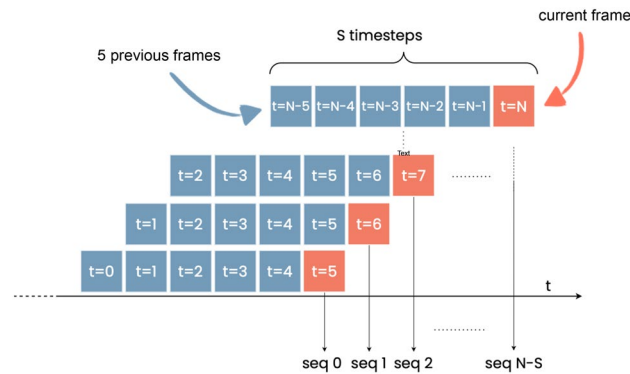 current frame
S timesteps
5 previous frames
t=N-5 t=N-4 t=N-3 t=N-2 t=N-1 t=N
Text
t=2 t=3 t=4 t=5 t=6 t=7 ..........
t=1 t=2 t=3 t=4 t=5 t=6
t=0 t=1 t=2 t=3 t=4 t=5
t
seq 0 seq 1 seq 2 seq N-S